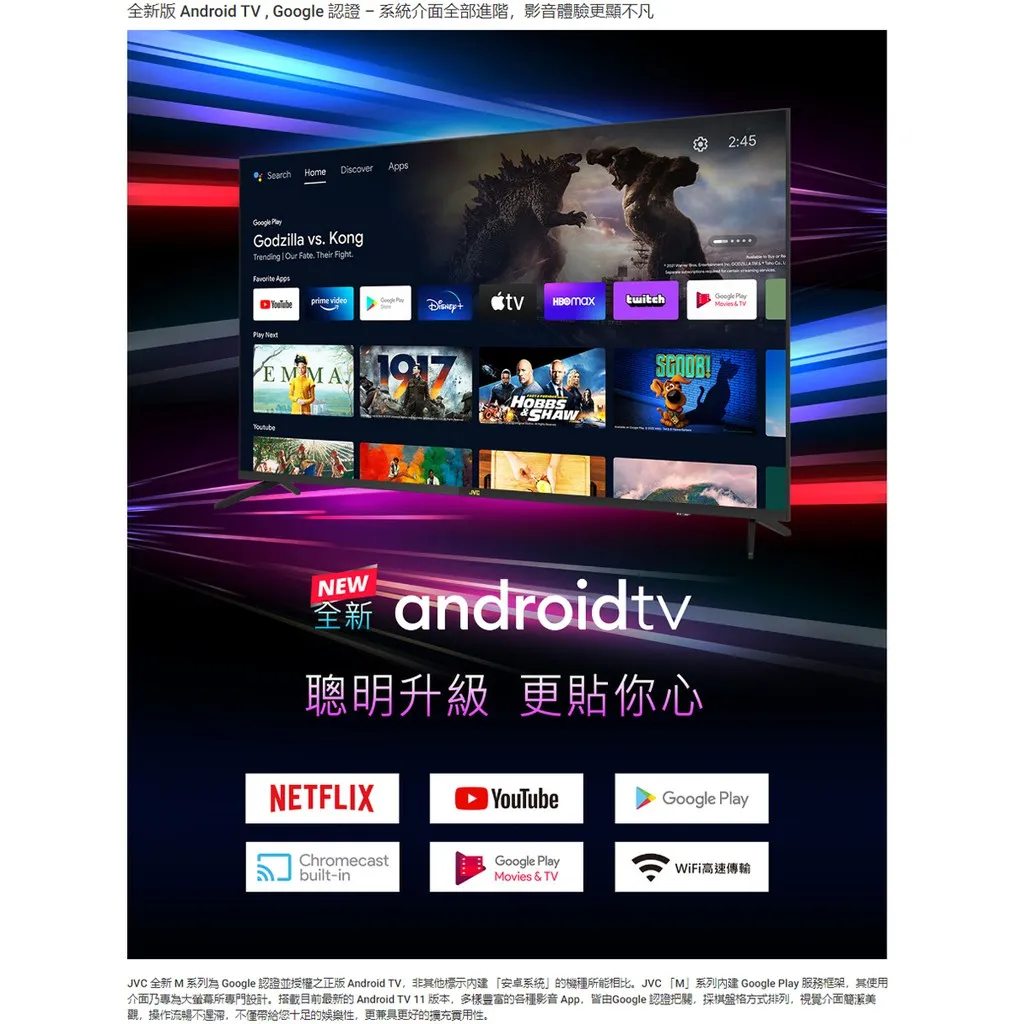 全新版 Android TV , Google 認證 – 系統介面全部進階，影音體驗更顯不凡
2:45
Search Home Discover Apps
Google Play
Godzilla vs. Kong
Trending | Our Fate. Their Fight.
Favorite Apps
YouTube prime video Google Play Store Disney+ tv HBOMAX twitch Google Play Movies & TV
Play Next
EMMA. 1917 FAST & FURIOUS HOBBS & SHAW SCOOB!
Youtube
JVC
NEW
全新 androidtv
聰明升級 更貼你心
NETFLIX YouTube Google Play
Chromecast built-in Google Play Movies & TV WiFi高速傳輸
JVC 全新 M 系列為 Google 認證並授權之正版 Android TV，非其他標示內建 「安卓系統」的機種所能相比。JVC 「M」系列內建 Google Play 服務框架，其使用
介面乃專為大螢幕所專門設計。搭載目前最新的 Android TV 11 版本，多樣豐富的各種影音 App，皆由Google 認證把關，採棋盤格方式排列，視覺介面簡潔美
觀，操作流暢不遲滯，不僅帶給您十足的娛樂性，更兼具更好的擴充實用性。